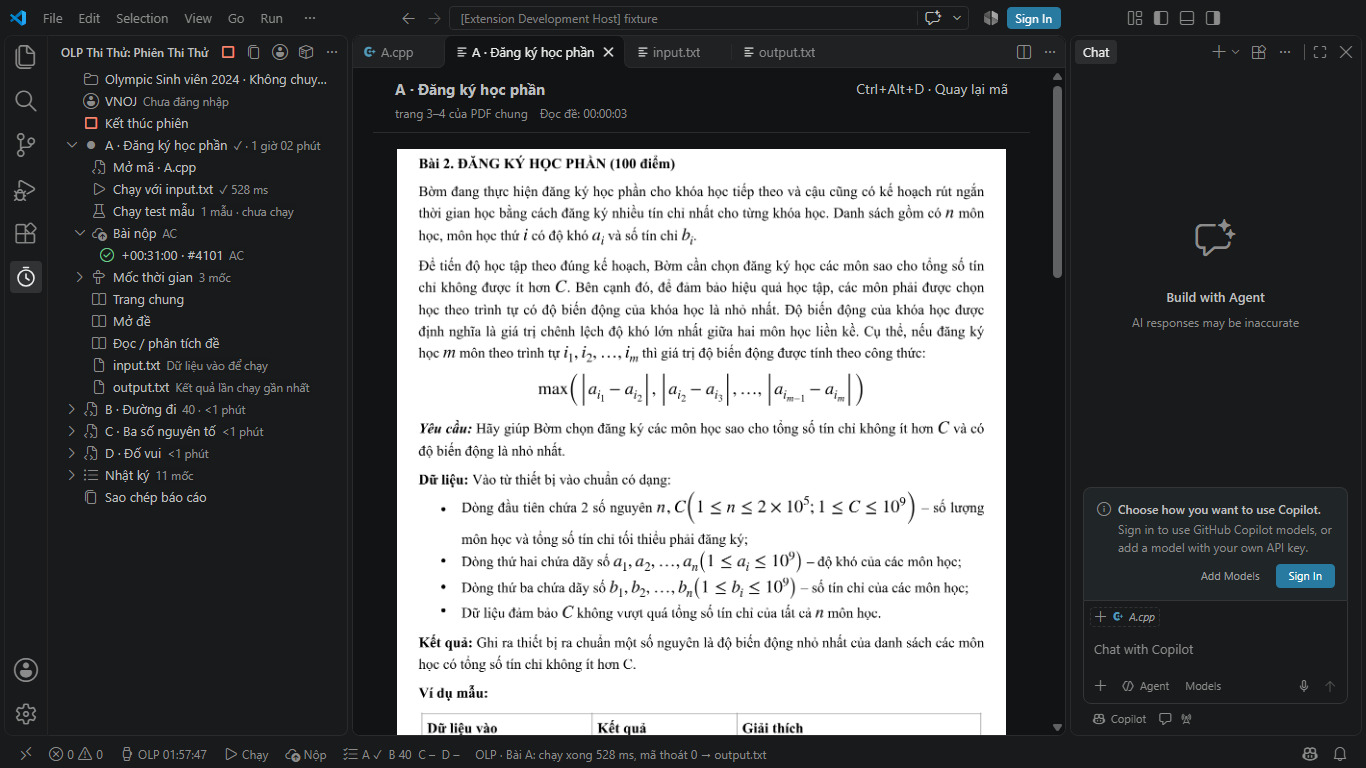 File Edit Selection View Go Run ···
[Extension Development Host] fixture
Sign In
OLP Thi Thử: Phiên Thi Thử
Olympic Sinh viên 2024 · Không chuy...
VNOJ Chưa đăng nhập
Kết thúc phiên
A · Đăng ký học phần ✓ · 1 giờ 02 phút
Mở mã · A.cpp
Chạy với input.txt ✓ 528 ms
Chạy test mẫu 1 mẫu · chưa chạy
Bài nộp AC
+00:31:00 · #4101 AC
Mốc thời gian 3 mốc
Trang chung
Mở đề
Đọc / phân tích đề
input.txt Dữ liệu vào để chạy
output.txt Kết quả lần chạy gần nhất
B · Đường đi 40 · <1 phút
C · Ba số nguyên tố <1 phút
D · Đố vui <1 phút
Nhật ký 11 mốc
Sao chép báo cáo
A.cpp
A · Đăng ký học phần
input.txt
output.txt
A · Đăng ký học phần
Ctrl+Alt+D · Quay lại mã
trang 3–4 của PDF chung Đọc đề: 00:00:03
Bài 2. ĐĂNG KÝ HỌC PHẦN (100 điểm)
Bờm đang thực hiện đăng ký học phần cho khóa học tiếp theo và cậu cũng có kế hoạch rút ngắn
thời gian học bằng cách đăng ký nhiều tín chỉ nhất cho từng khóa học. Danh sách gồm có n môn
học, môn học thứ i có độ khó aᵢ và số tín chỉ bᵢ.
Để tiến độ học tập theo đúng kế hoạch, Bờm cần chọn đăng ký học các môn sao cho tổng số tín
chỉ không được ít hơn C. Bên cạnh đó, để đảm bảo hiệu quả học tập, các môn phải được chọn
học theo trình tự có độ biến động của khóa học là nhỏ nhất. Độ biến động của khóa học được
định nghĩa là giá trị chênh lệch độ khó lớn nhất giữa hai môn học liền kề. Cụ thể, nếu đăng ký
học m môn theo trình tự i₁, i₂, …, iₘ thì giá trị độ biến động được tính theo công thức:
max(|a_{i₁} − a_{i₂}|, |a_{i₂} − a_{i₃}|, …, |a_{i_{m−1}} − a_{i_m}|)
Yêu cầu: Hãy giúp Bờm chọn đăng ký các môn học sao cho tổng số tín chỉ không ít hơn C và có
độ biến động là nhỏ nhất.
Dữ liệu: Vào từ thiết bị vào chuẩn có dạng:
• Dòng đầu tiên chứa 2 số nguyên n, C(1 ≤ n ≤ 2 × 10⁵; 1 ≤ C ≤ 10⁹) – số lượng
môn học và tổng số tín chỉ tối thiểu phải đăng ký;
• Dòng thứ hai chứa dãy số a₁, a₂, …, aₙ(1 ≤ aᵢ ≤ 10⁹) – độ khó của các môn học;
• Dòng thứ ba chứa dãy số b₁, b₂, …, bₙ(1 ≤ bᵢ ≤ 10⁹) – số tín chỉ của các môn học;
• Dữ liệu đảm bảo C không vượt quá tổng số tín chỉ của tất cả n môn học.
Kết quả: Ghi ra thiết bị ra chuẩn một số nguyên là độ biến động nhỏ nhất của danh sách các môn
học có tổng số tín chỉ không ít hơn C.
Ví dụ mẫu:
Dữ liệu vào Kết quả Giải thích
Chat
Build with Agent
AI responses may be inaccurate
Choose how you want to use Copilot.
Sign in to use GitHub Copilot models, or
add a model with your own API key.
Add Models Sign In
A.cpp
Chat with Copilot
Agent Models
Copilot
0 0 OLP 01:57:47 Chạy Nộp A ✓ B 40 C – D – OLP · Bài A: chạy xong 528 ms, mã thoát 0 → output.txt